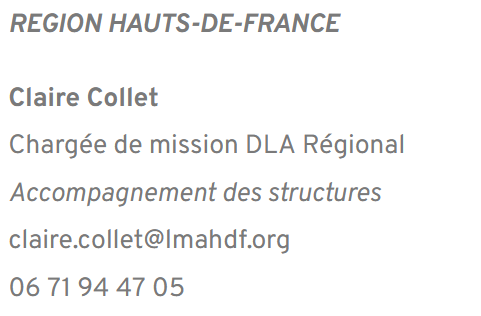 REGION HAUTS-DE-FRANCE
Claire Collet
Chargée de mission DLA Régional
Accompagnement des structures
claire.collet@lmahdf.org
06 71 94 47 05